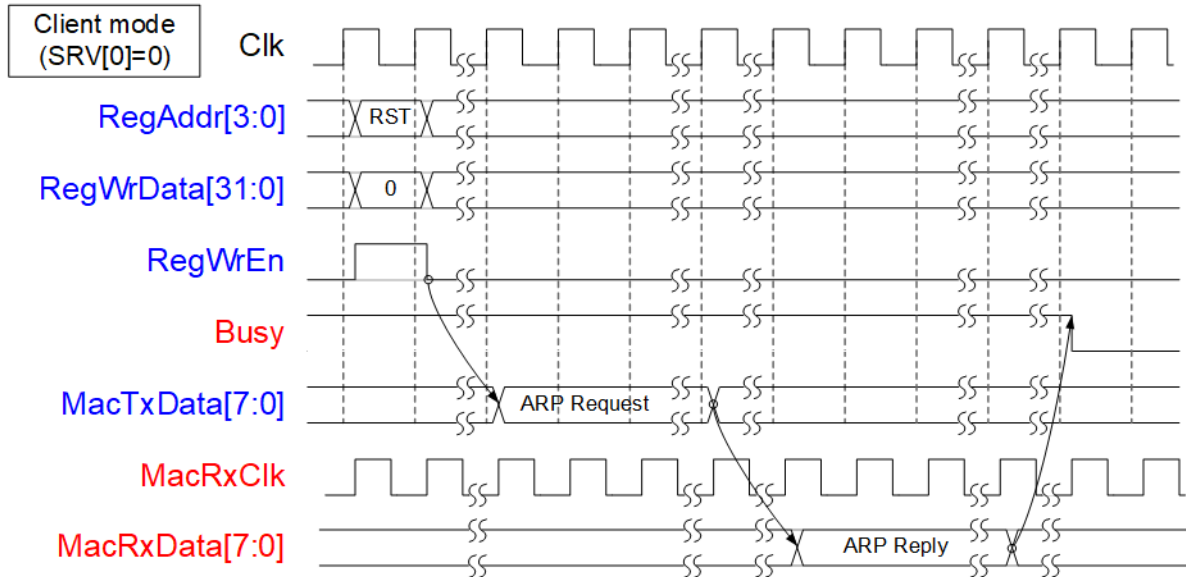 Client mode
(SRV[0]=0)
Clk
RegAddr[3:0]
RST
RegWrData[31:0]
0
RegWrEn
Busy
MacTxData[7:0]
ARP Request
MacRxClk
MacRxData[7:0]
ARP Reply